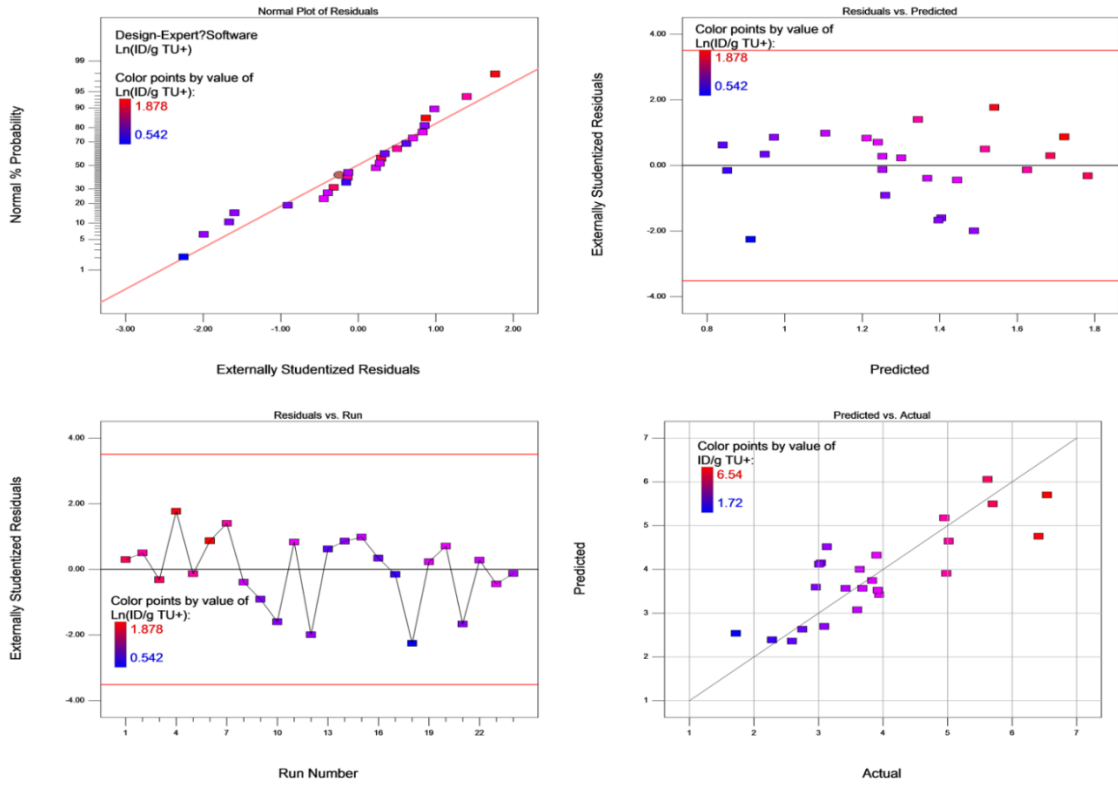 Normal Plot of Residuals
Design-Expert?Software
Ln(ID/g TU+)
Color points by value of
Ln(ID/g TU+):
1.878
0.542
Normal % Probability
99
95
90
80
70
50
30
20
10
5
1
-3.00 -2.00 -1.00 0.00 1.00 2.00
Externally Studentized Residuals
Residuals vs. Predicted
Color points by value of
Ln(ID/g TU+):
1.878
0.542
Externally Studentized Residuals
4.00
2.00
0.00
-2.00
-4.00
0.8 1 1.2 1.4 1.6 1.8
Predicted
Residuals vs. Run
Externally Studentized Residuals
4.00
2.00
0.00
-2.00
-4.00
Color points by value of
Ln(ID/g TU+):
1.878
0.542
1 4 7 10 13 16 19 22
Run Number
Predicted vs. Actual
Color points by value of
ID/g TU+:
6.54
1.72
Predicted
7
6
5
4
3
2
1
1 2 3 4 5 6 7
Actual